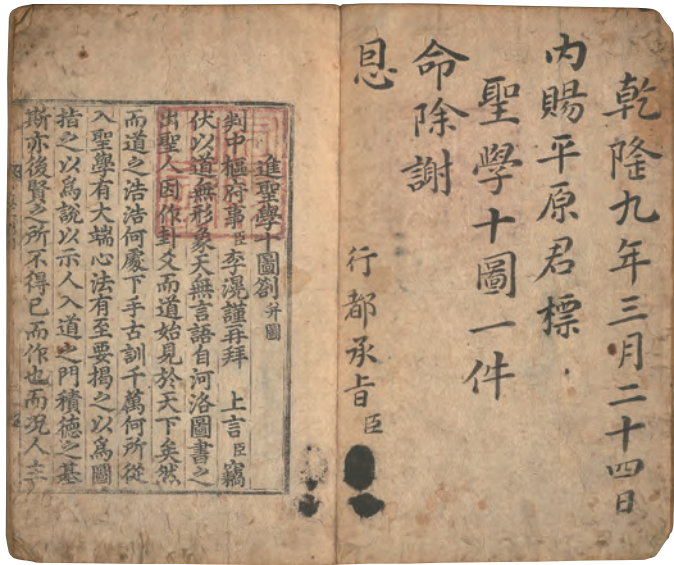 乾隆九年三月二十四日
內賜平原君標
聖學十圖一件
命除謝
恩
行都承旨臣
進聖學十圖劄 并圖
判中樞府事臣李滉謹再拜 上言臣竊
伏以道無形象天無言語自河洛圖書之
出聖人因作卦爻而道始見於天下矣然
而道之浩浩何處下手古訓千萬何所從
入聖學有大端心法有至要揭之以爲圖
指之以爲說以示人入道之門積德之基
斯亦後賢之所不得已而作也而況人主